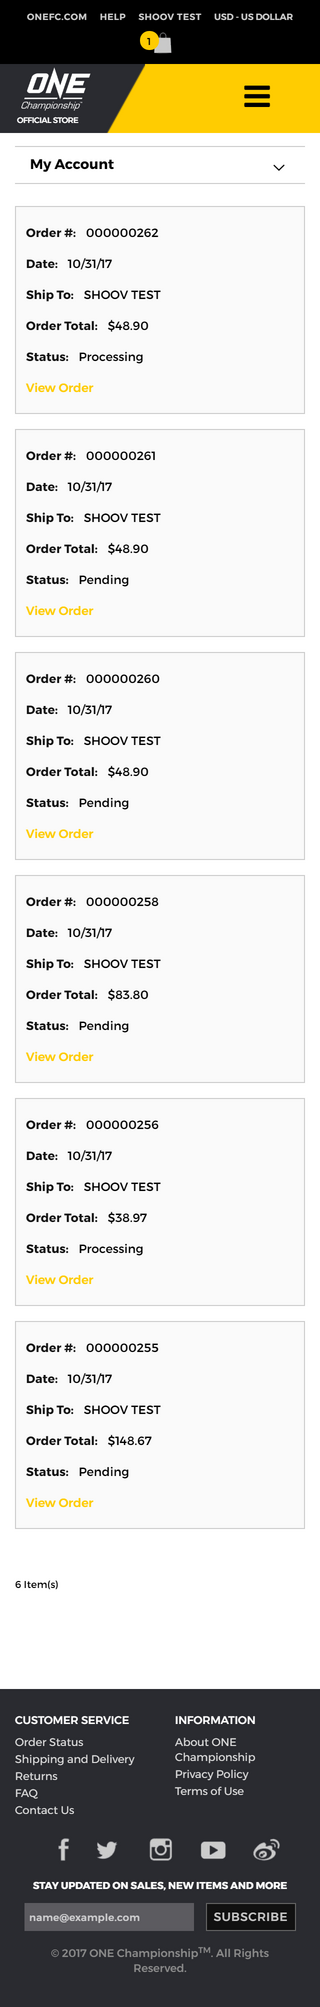 ONEFC.COM HELP SHOOV TEST USD - US DOLLAR
1
ONE
Championship
OFFICIAL STORE
My Account
Order #: 000000262
Date: 10/31/17
Ship To: SHOOV TEST
Order Total: $48.90
Status: Processing
View Order
Order #: 000000261
Date: 10/31/17
Ship To: SHOOV TEST
Order Total: $48.90
Status: Pending
View Order
Order #: 000000260
Date: 10/31/17
Ship To: SHOOV TEST
Order Total: $48.90
Status: Pending
View Order
Order #: 000000258
Date: 10/31/17
Ship To: SHOOV TEST
Order Total: $83.80
Status: Pending
View Order
Order #: 000000256
Date: 10/31/17
Ship To: SHOOV TEST
Order Total: $38.97
Status: Processing
View Order
Order #: 000000255
Date: 10/31/17
Ship To: SHOOV TEST
Order Total: $148.67
Status: Pending
View Order
6 Item(s)
CUSTOMER SERVICE
Order Status
Shipping and Delivery
Returns
FAQ
Contact Us
INFORMATION
About ONE
Championship
Privacy Policy
Terms of Use
STAY UPDATED ON SALES, NEW ITEMS AND MORE
name@example.com SUBSCRIBE
© 2017 ONE Championship™. All Rights
Reserved.